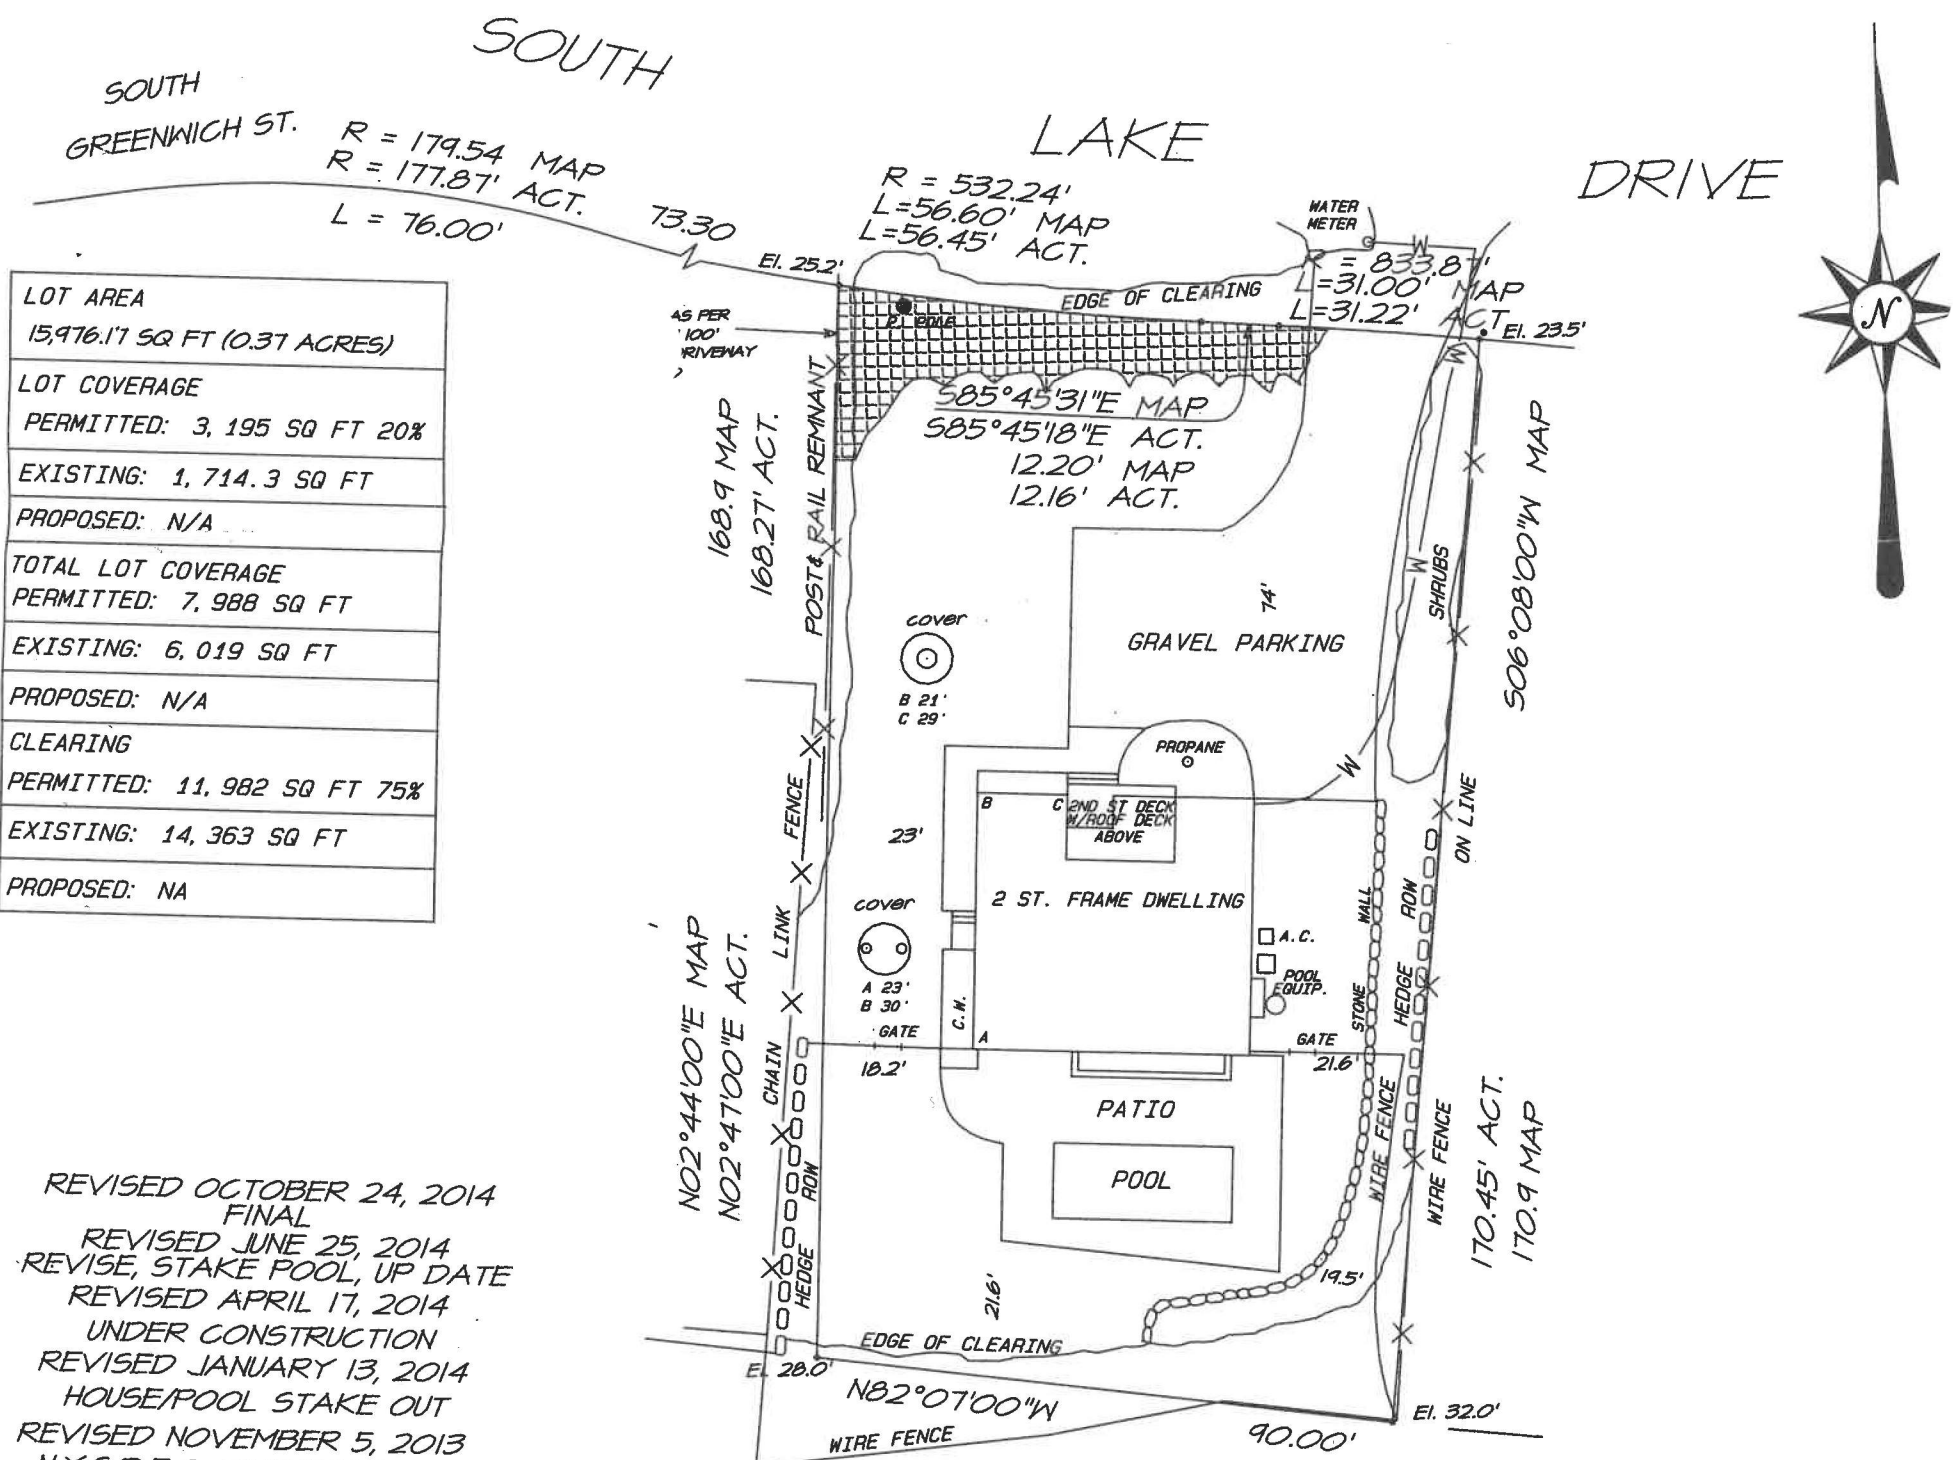 SOUTH
LAKE
DRIVE
SOUTH
GREENWICH ST.
R = 179.54 MAP
R = 177.87' ACT.
L = 76.00'
73.30
R = 532.24'
L=56.60' MAP
L=56.45' ACT.
WATER
METER
W
= 833.87'
L=31.00' MAP
L=31.22' ACT.
El. 25.2'
El. 23.5'
EDGE OF CLEARING
N
AS PER
100'
RIVEWAY
S85°45'31"E MAP
S85°45'18"E ACT.
12.20' MAP
12.16' ACT.
LOT AREA
15,976.17 SQ FT (0.37 ACRES)
LOT COVERAGE
PERMITTED: 3, 195 SQ FT 20%
EXISTING: 1, 714.3 SQ FT
PROPOSED: N/A
TOTAL LOT COVERAGE
PERMITTED: 7, 988 SQ FT
EXISTING: 6, 019 SQ FT
PROPOSED: N/A
CLEARING
PERMITTED: 11, 982 SQ FT 75%
EXISTING: 14, 363 SQ FT
PROPOSED: NA
168.9 MAP
168.27' ACT.
POST& RAIL REMNANT
W
W
SHRUBS
S06°08'00"W MAP
74'
GRAVEL PARKING
cover
B 21'
C 29'
PROPANE
W
B
C
2ND ST DECK
W/ROOF DECK
ABOVE
FENCE
23'
ON LINE
2 ST. FRAME DWELLING
cover
A 23'
B 30'
LINK
CHAIN
N02°44'00"E MAP
N02°47'00"E ACT.
A.C.
POOL
EQUIP.
WALL
STONE
ROW
HEDGE
C.W.
A
GATE
18.2'
GATE
21.6'
PATIO
POOL
WIRE FENCE
WIRE FENCE
170.45' ACT.
170.9 MAP
ROW
HEDGE
21.6'
19.5'
EDGE OF CLEARING
El. 28.0'
N82°07'00"W
90.00'
El. 32.0'
WIRE FENCE
REVISED OCTOBER 24, 2014
FINAL
REVISED JUNE 25, 2014
REVISE, STAKE POOL, UP DATE
REVISED APRIL 17, 2014
UNDER CONSTRUCTION
REVISED JANUARY 13, 2014
HOUSE/POOL STAKE OUT
REVISED NOVEMBER 5, 2013